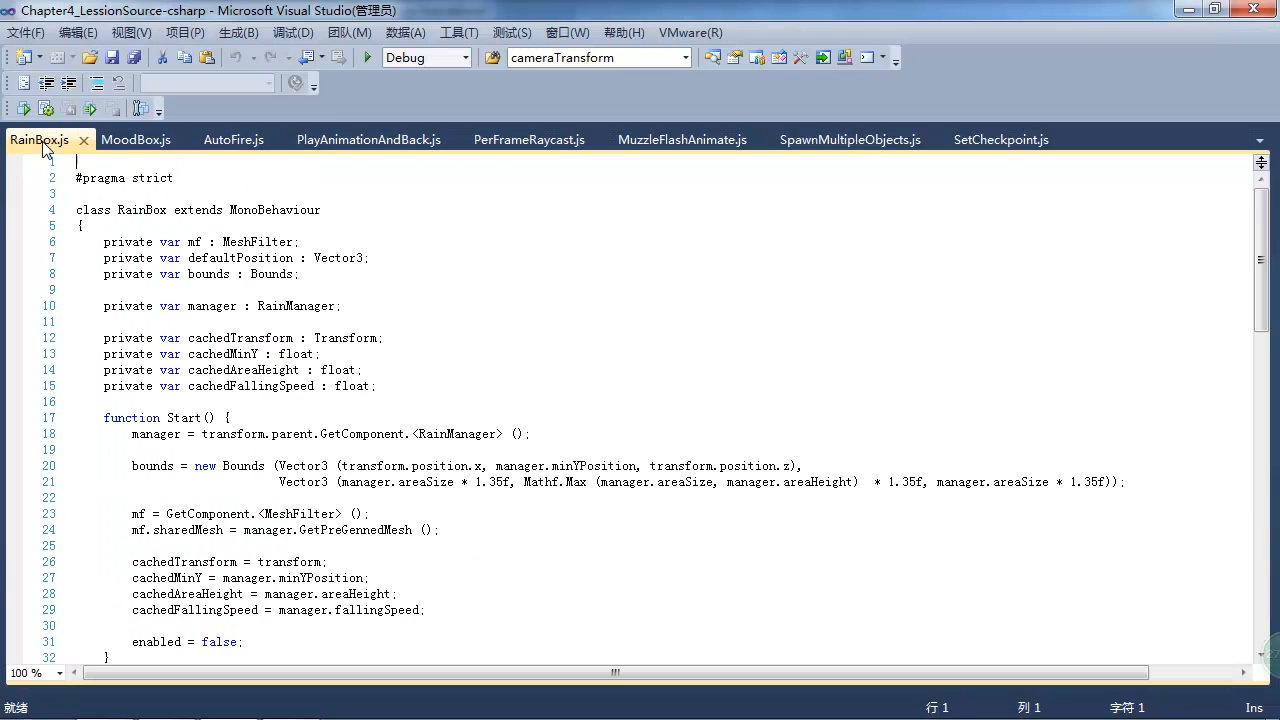 Chapter4_LessionSource-csharp - Microsoft Visual Studio(管理员)
文件(F) 编辑(E) 视图(V) 项目(P) 生成(B) 调试(D) 团队(M) 数据(A) 工具(T) 测试(S) 窗口(W) 帮助(H) VMware(R)
Debug cameraTransform
RainBox.js MoodBox.js AutoFire.js PlayAnimationAndBack.js PerFrameRaycast.js MuzzleFlashAnimate.js SpawnMultipleObjects.js SetCheckpoint.js
1
2 #pragma strict
3
4 class RainBox extends MonoBehaviour
5 {
6 private var mf : MeshFilter;
7 private var defaultPosition : Vector3;
8 private var bounds : Bounds;
9
10 private var manager : RainManager;
11
12 private var cachedTransform : Transform;
13 private var cachedMinY : float;
14 private var cachedAreaHeight : float;
15 private var cachedFallingSpeed : float;
16
17 function Start() {
18 manager = transform.parent.GetComponent.<RainManager> ();
19
20 bounds = new Bounds (Vector3 (transform.position.x, manager.minYPosition, transform.position.z),
21 Vector3 (manager.areaSize * 1.35f, Mathf.Max (manager.areaSize, manager.areaHeight) * 1.35f, manager.areaSize * 1.35f));
22
23 mf = GetComponent.<MeshFilter> ();
24 mf.sharedMesh = manager.GetPreGennedMesh ();
25
26 cachedTransform = transform;
27 cachedMinY = manager.minYPosition;
28 cachedAreaHeight = manager.areaHeight;
29 cachedFallingSpeed = manager.fallingSpeed;
30
31 enabled = false;
32 }
100 %
就绪 行 1 列 1 字符 1 Ins